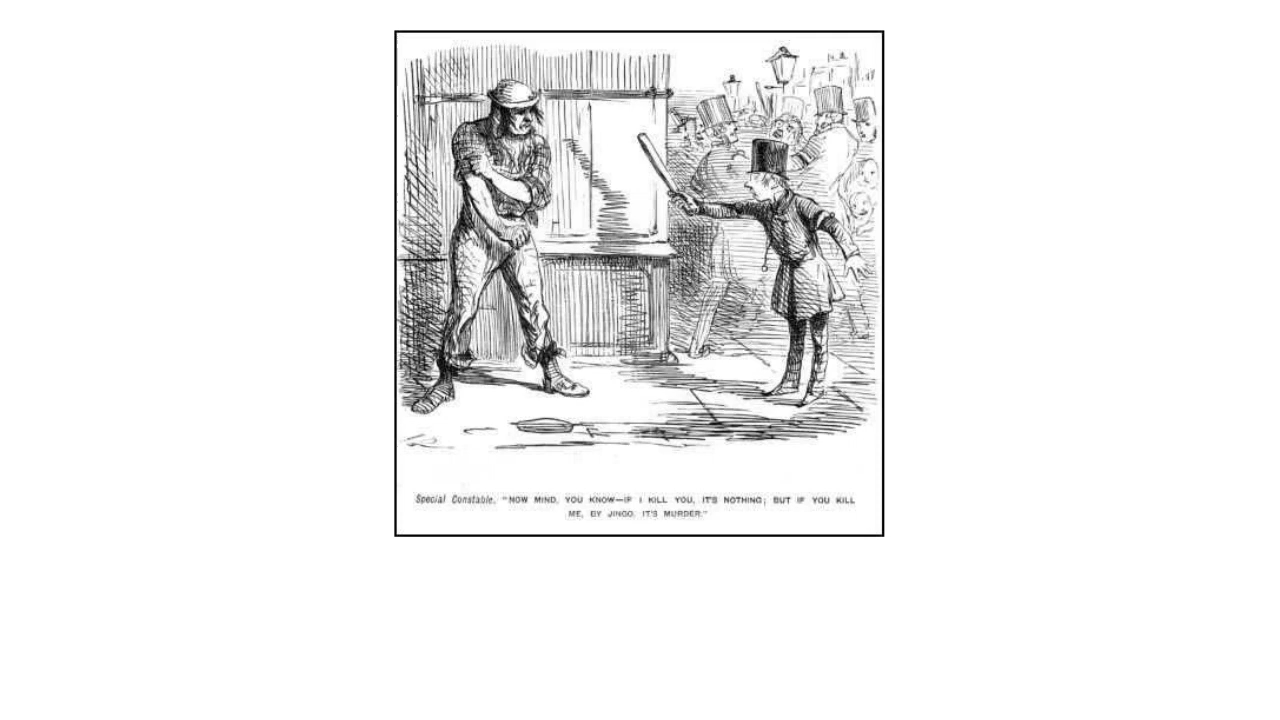 Special Constable. "NOW MIND, YOU KNOW—IF I KILL YOU, IT'S NOTHING; BUT IF YOU KILL
ME, BY JINGO, IT'S MURDER."